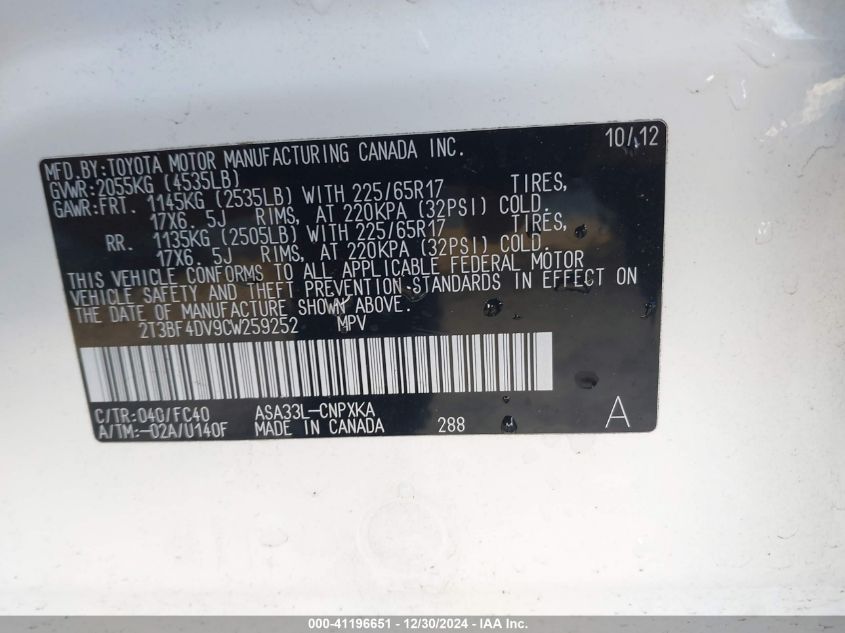 10/12
MFD.BY:TOYOTA MOTOR MANUFACTURING CANADA INC.
GVWR:2055KG (4535LB)
GAWR:FRT. 1145KG (2535LB) WITH 225/65R17 TIRES,
17X6. 5J RIMS, AT 220KPA (32PSI) COLD.
RR. 1135KG (2505LB) WITH 225/65R17 TIRES,
17X6. 5J RIMS, AT 220KPA (32PSI) COLD.
THIS VEHICLE CONFORMS TO ALL APPLICABLE FEDERAL MOTOR
VEHICLE SAFETY AND THEFT PREVENTION STANDARDS IN EFFECT ON
THE DATE OF MANUFACTURE SHOWN ABOVE.
2T3BF4DV9CW259252 MPV
C/TR:040/FC40 ASA33L-CNPXKA
A/TM:-02A/U140F MADE IN CANADA 288 A
000-41196651 - 12/30/2024 - IAA Inc.